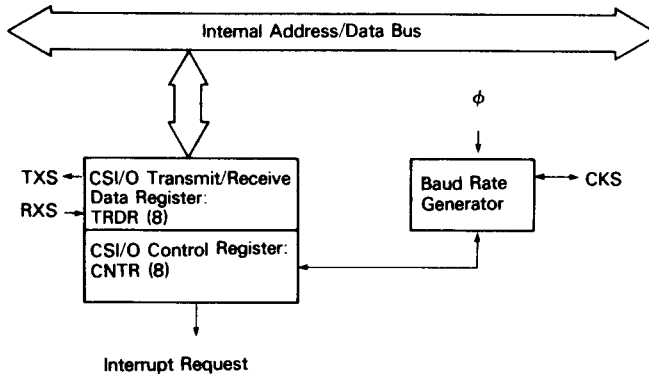 Internal Address/Data Bus
ϕ
TXS
CSI/O Transmit/Receive
Data Register:
TRDR (8)
RXS
CSI/O Control Register:
CNTR (8)
Baud Rate
Generator
CKS
Interrupt Request